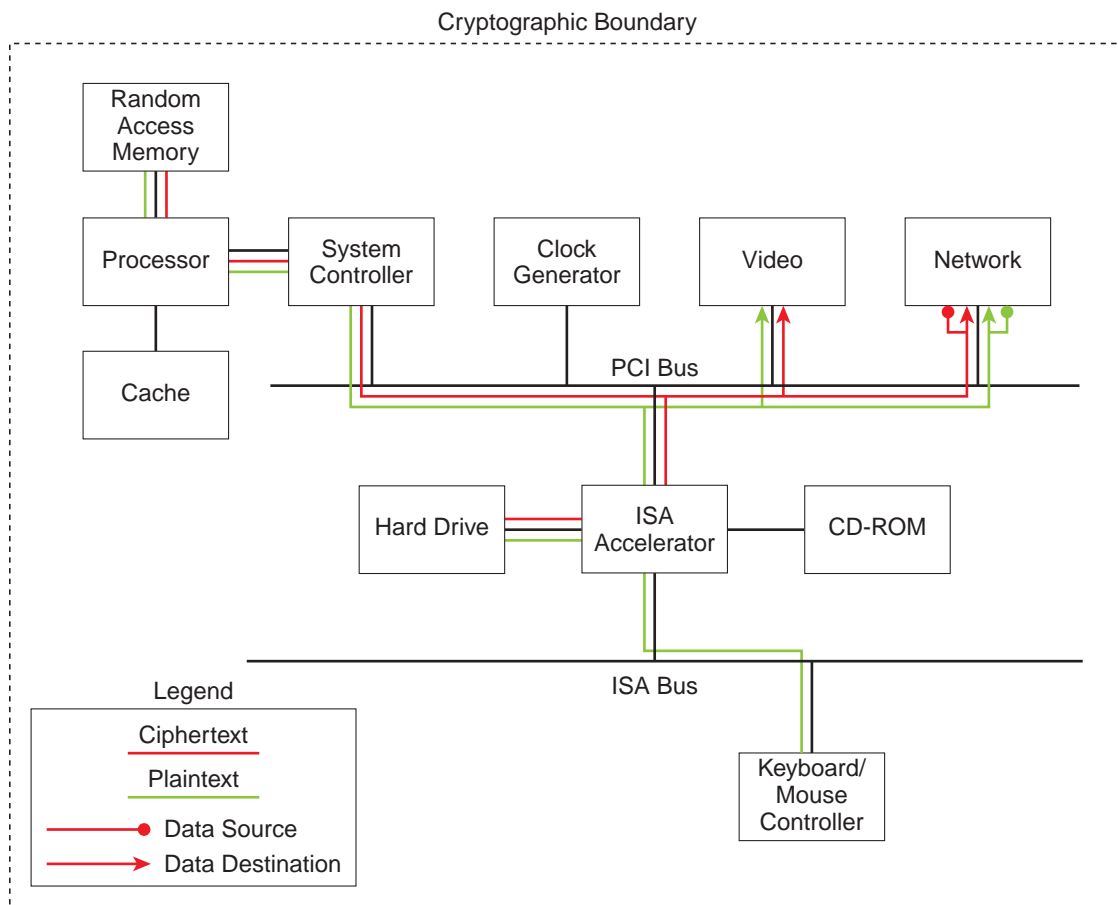 Cryptographic Boundary
Random
Access
Memory
Processor
System
Controller
Clock
Generator
Video
Network
Cache
PCI Bus
Hard Drive
ISA
Accelerator
CD-ROM
ISA Bus
Legend
Ciphertext
Plaintext
Data Source
Data Destination
Keyboard/
Mouse
Controller